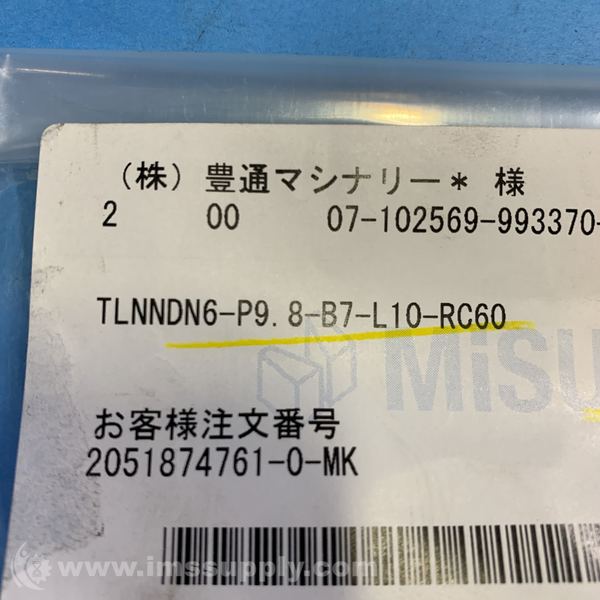 （株）豊通マシナリー＊ 様
2 00 07-102569-993370-
TLNNDN6-P9.8-B7-L10-RC60
MiSU
お客様注文番号
2051874761-0-MK
www.imssupply.com